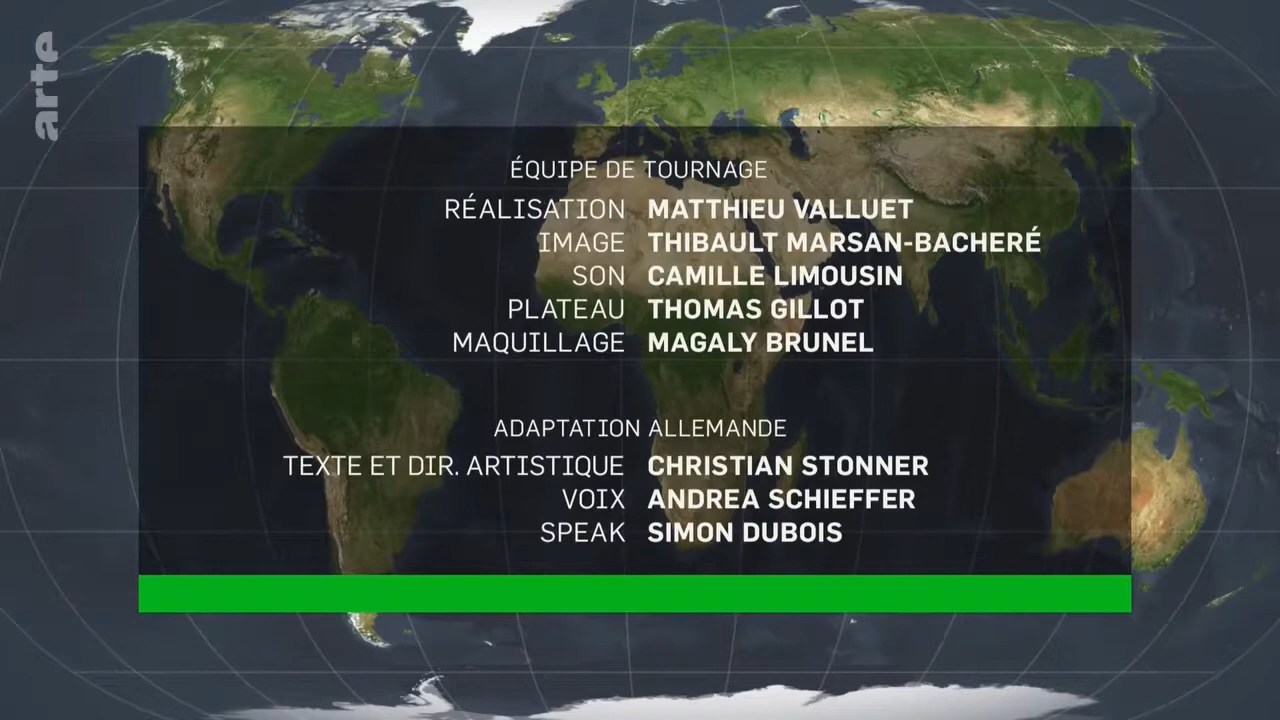 arte
ÉQUIPE DE TOURNAGE
RÉALISATION MATTHIEU VALLUET
IMAGE THIBAULT MARSAN-BACHERÉ
SON CAMILLE LIMOUSIN
PLATEAU THOMAS GILLOT
MAQUILLAGE MAGALY BRUNEL
ADAPTATION ALLEMANDE
TEXTE ET DIR. ARTISTIQUE CHRISTIAN STONNER
VOIX ANDREA SCHIEFFER
SPEAK SIMON DUBOIS